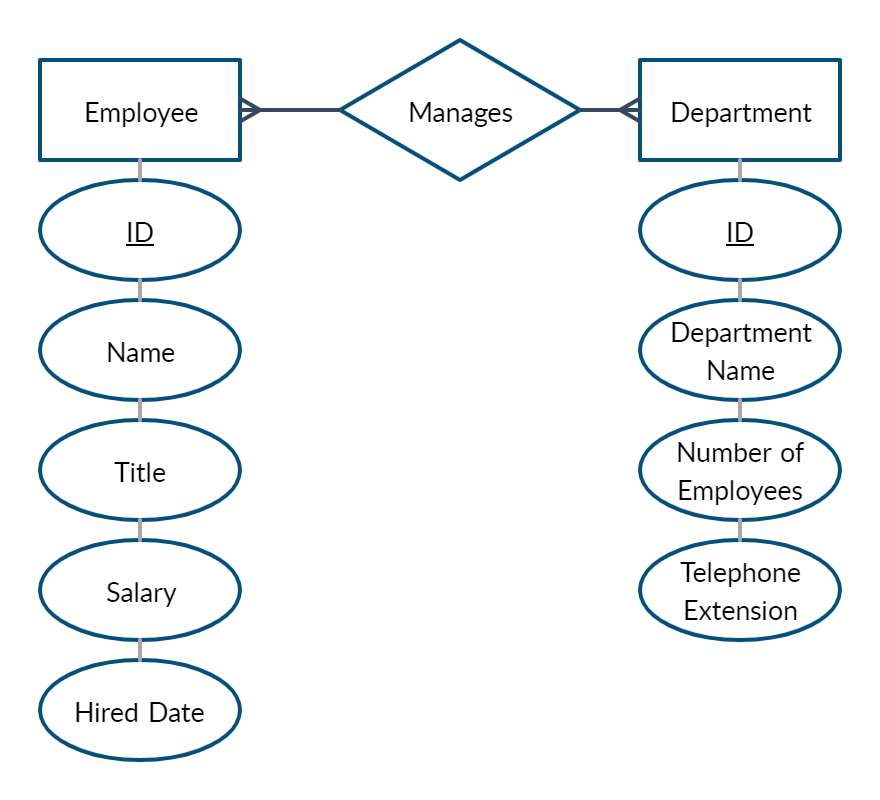 Employee
Manages
Department
ID
Name
Title
Salary
Hired Date
ID
Department
Name
Number of
Employees
Telephone
Extension